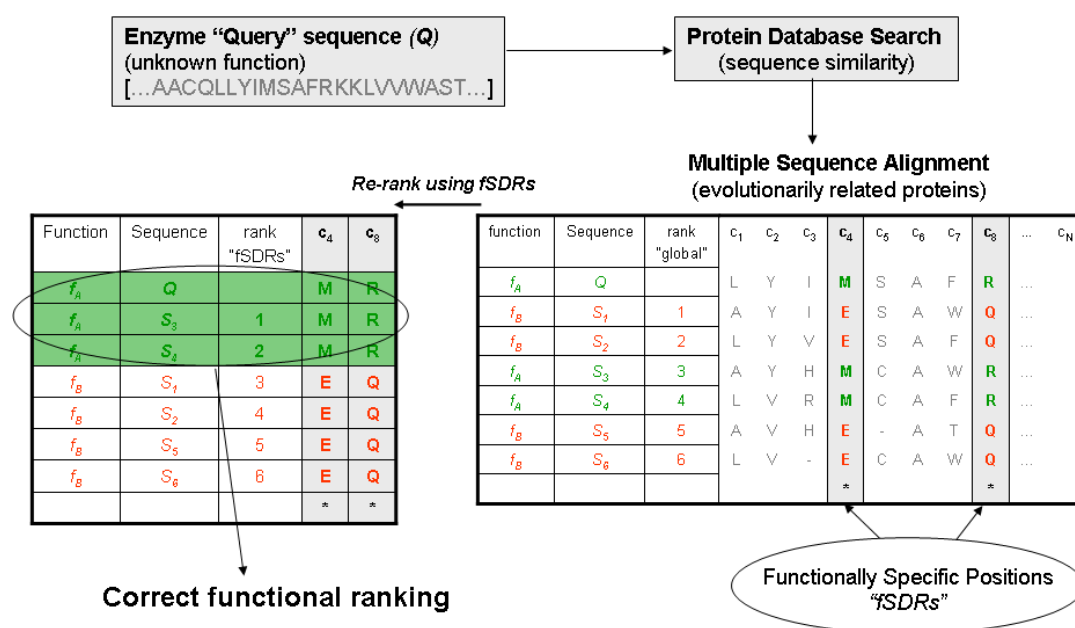 Enzyme “Query” sequence (Q)
(unknown function)
[…AACQLLYIMSAFRKKLVVWAST…]
Protein Database Search
(sequence similarity)
Multiple Sequence Alignment
(evolutionarily related proteins)
Re-rank using fSDRs
Function Sequence rank "fSDRs" c4 c8
fA Q M R
fA S3 1 M R
fA S4 2 M R
fB S1 3 E Q
fB S2 4 E Q
fB S5 5 E Q
fB S6 6 E Q
* *
function Sequence rank "global" c1 c2 c3 c4 c5 c6 c7 c8 ... cN
fA Q L Y I M S A F R ...
fB S1 1 A Y I E S A W Q ...
fB S2 2 L Y V E S A F Q ...
fA S3 3 A Y H M C A W R ...
fA S4 4 L V R M C A F R ...
fB S5 5 A V H E - A T Q ...
fB S6 6 L V - E C A W Q ...
* *
Functionally Specific Positions
"fSDRs"
Correct functional ranking